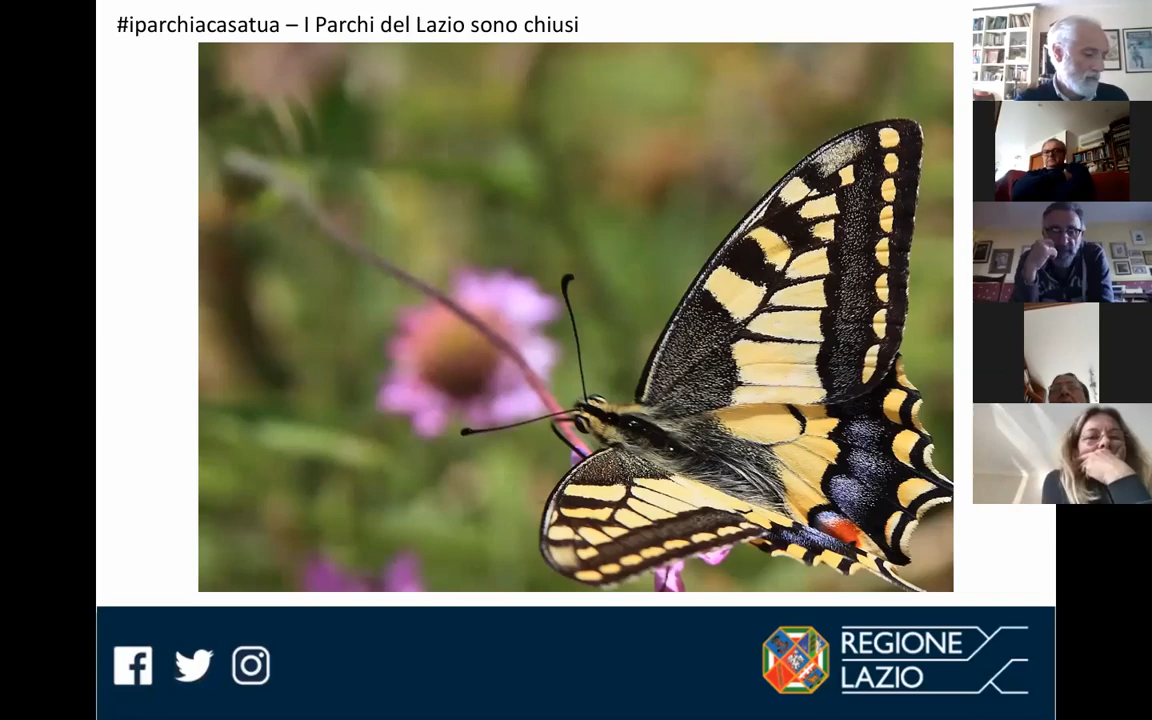 #iparchiacasatua – I Parchi del Lazio sono chiusi
REGIONE
LAZIO